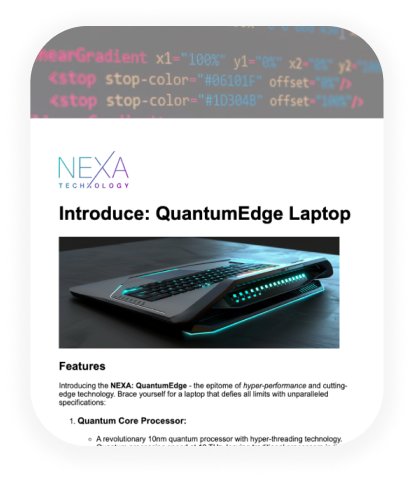 earGradient x1="100%" y1="0%" x2="0%" y2="100
<stop stop-color="#06101F" offset="0%"/>
<stop stop-color="#1D304B" offset="100%"/>
NEXA
TECHNOLOGY
Introduce: QuantumEdge Laptop
Features
Introducing the NEXA: QuantumEdge - the epitome of hyper-performance and cutting-
edge technology. Brace yourself for a laptop that defies all limits with unparalleled
specifications:
1. Quantum Core Processor:
A revolutionary 10nm quantum processor with hyper-threading technology.